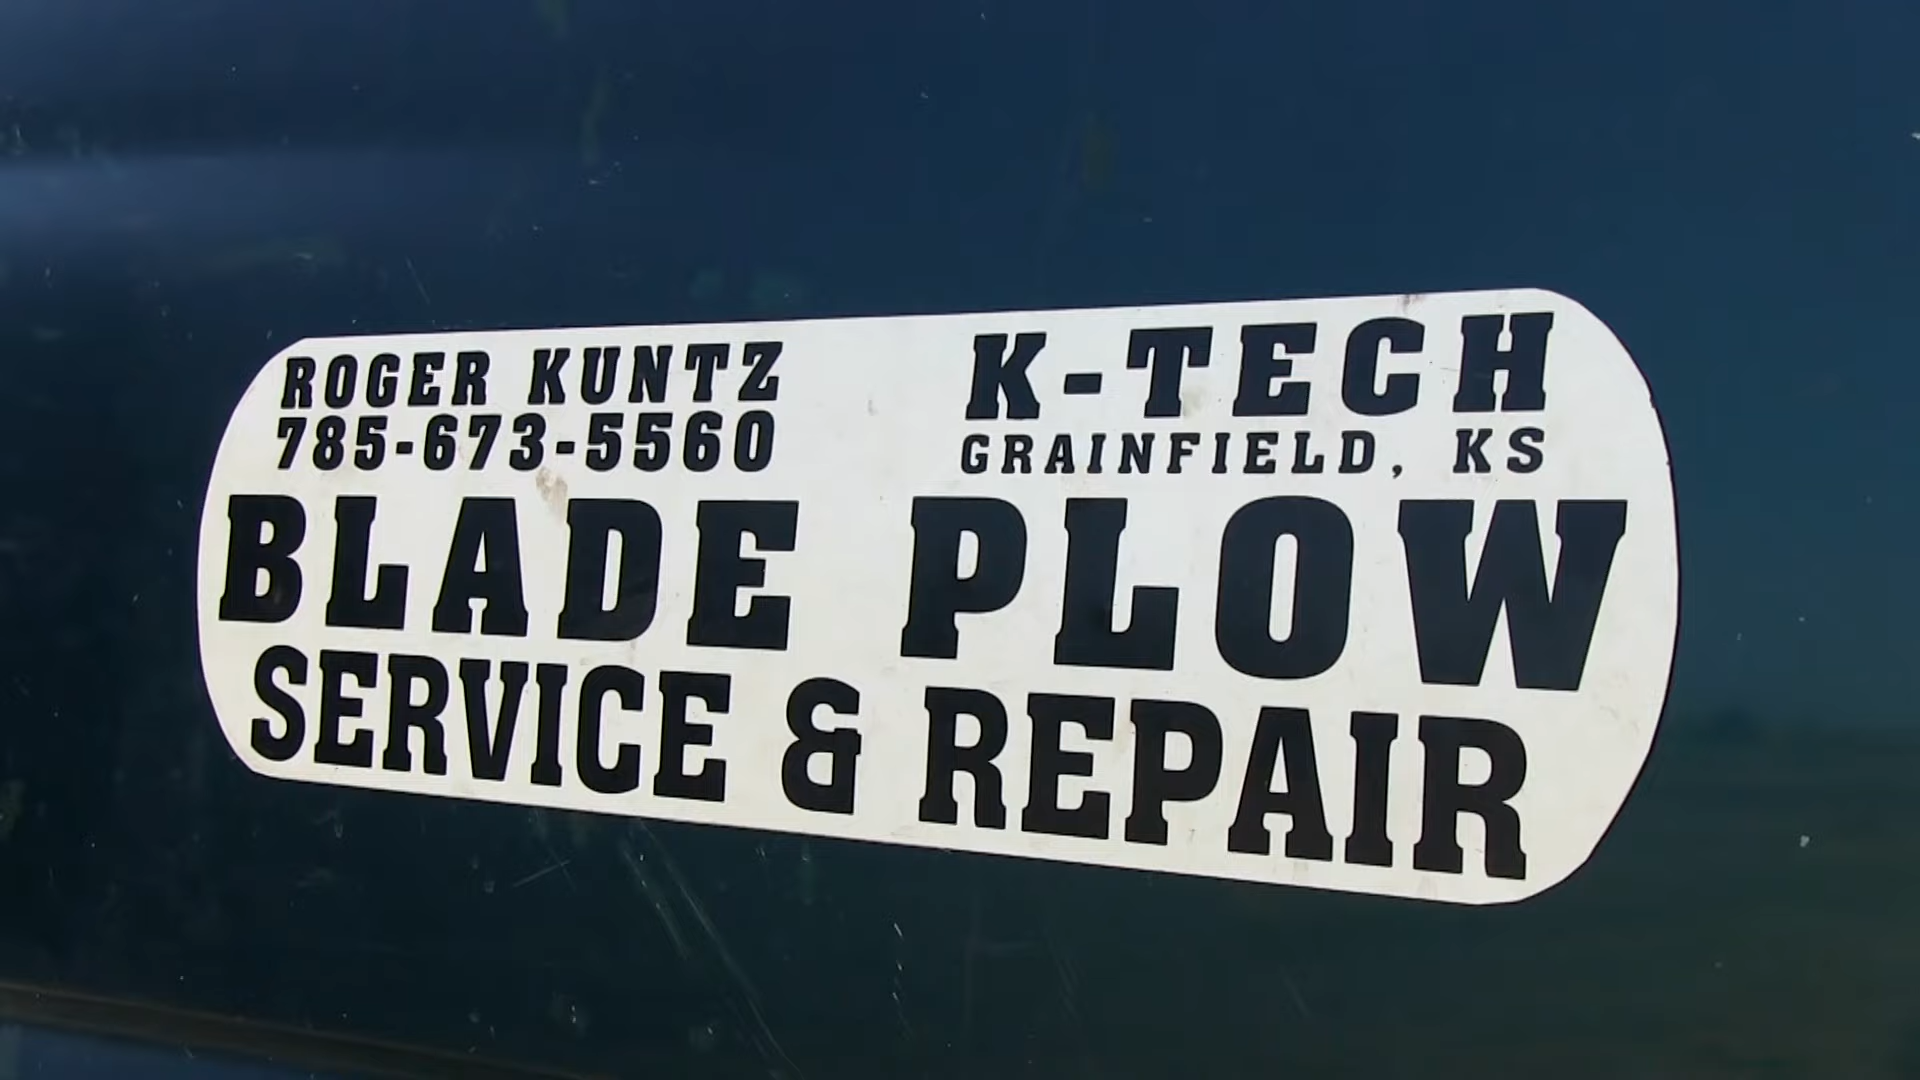 ROGER KUNTZ
785-673-5560
K-TECH
GRAINFIELD, KS
BLADE PLOW
SERVICE & REPAIR